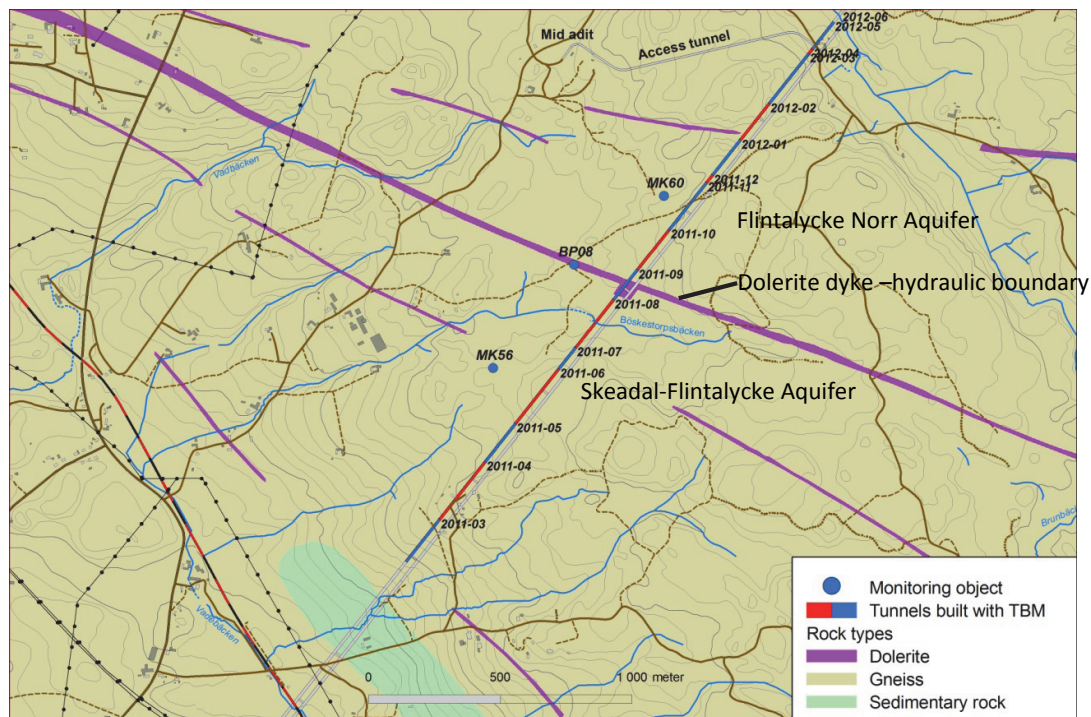 2012-06
2012-05
Mid adit
Access tunnel
2012-04
2012-03
2012-02
2012-01
Vadbäcken
MK60
2011-12
2011-11
Flintalycke Norr Aquifer
2011-10
BP08
2011-09
Dolerite dyke –hydraulic boundary
2011-08
Böskestorpsbäcken
2011-07
MK56
2011-06
Skeadal-Flintalycke Aquifer
2011-05
2011-04
2011-03
Vadebäcken
0 500 1 000 meter
Monitoring object
Tunnels built with TBM
Rock types
Dolerite
Gneiss
Sedimentary rock